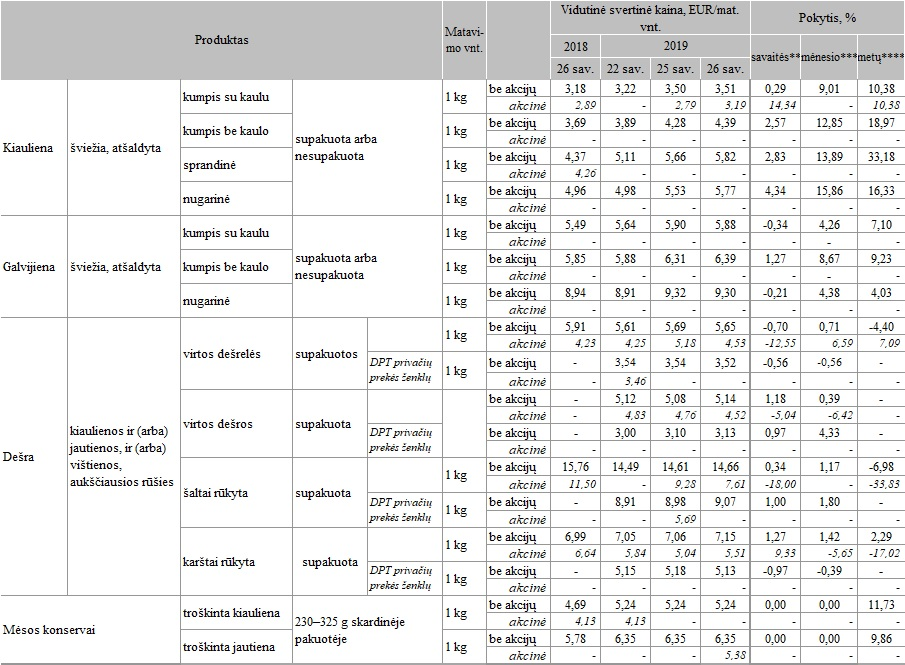 Produktas Matavi- Vidutinė svertinė kaina, EUR/mat. Pokytis, %
mo vnt. vnt.
2018 2019 savaitės** mėnesio*** metų****
26 sav. 22 sav. 25 sav. 26 sav.
Kiauliena šviežia, atšaldyta supakuota arba
nesupakuota
kumpis su kaulu 1 kg be akcijų 3,18 3,22 3,50 3,51 0,29 9,01 10,38
akcinė 2,89 - 2,79 3,19 14,34 - 10,38
kumpis be kaulo 1 kg be akcijų 3,69 3,89 4,28 4,39 2,57 12,85 18,97
akcinė - - - - - - -
sprandinė 1 kg be akcijų 4,37 5,11 5,66 5,82 2,83 13,89 33,18
akcinė 4,26 - - - - - -
nugarinė 1 kg be akcijų 4,96 4,98 5,53 5,77 4,34 15,86 16,33
akcinė - - - - - - -
Galvijiena šviežia, atšaldyta supakuota arba
nesupakuota
kumpis su kaulu 1 kg be akcijų 5,49 5,64 5,90 5,88 -0,34 4,26 7,10
akcinė - - - - - - -
kumpis be kaulo 1 kg be akcijų 5,85 5,88 6,31 6,39 1,27 8,67 9,23
akcinė - - - - - - -
nugarinė 1 kg be akcijų 8,94 8,91 9,32 9,30 -0,21 4,38 4,03
akcinė - - - - - - -
Dešra
kiaulienos ir (arba)
jautienos, ir (arba)
vištienos,
aukščiausios rūšies
virtos dešrelės supakuotos 1 kg be akcijų 5,91 5,61 5,69 5,65 -0,70 0,71 -4,40
akcinė 4,23 4,25 5,18 4,53 -12,55 6,59 7,09
DPT privačių
prekės ženklų
1 kg be akcijų - 3,54 3,54 3,52 -0,56 -0,56 -
akcinė - 3,46 - - - - -
virtos dešros supakuota be akcijų - 5,12 5,08 5,14 1,18 0,39 -
akcinė - 4,83 4,76 4,52 -5,04 -6,42 -
DPT privačių
prekės ženklų
be akcijų - 3,00 3,10 3,13 0,97 4,33 -
akcinė - - - - - - -
šaltai rūkyta supakuota 1 kg be akcijų 15,76 14,49 14,61 14,66 0,34 1,17 -6,98
akcinė 11,50 - 9,28 7,61 -18,00 - -33,83
DPT privačių
prekės ženklų
1 kg be akcijų - 8,91 8,98 9,07 1,00 1,80 -
akcinė - - 5,69 - - - -
karštai rūkyta supakuota 1 kg be akcijų 6,99 7,05 7,06 7,15 1,27 1,42 2,29
akcinė 6,64 5,84 5,04 5,51 9,33 -5,65 -17,02
DPT privačių
prekės ženklų
1 kg be akcijų - 5,15 5,18 5,13 -0,97 -0,39 -
akcinė - - - - - - -
Mėsos konservai 230–325 g skardinėje
pakuotėje
troškinta kiauliena 1 kg be akcijų 4,69 5,24 5,24 5,24 0,00 0,00 11,73
akcinė 4,13 4,13 - - - - -
troškinta jautiena 1 kg be akcijų 5,78 6,35 6,35 6,35 0,00 0,00 9,86
akcinė - - - 5,38 - - -